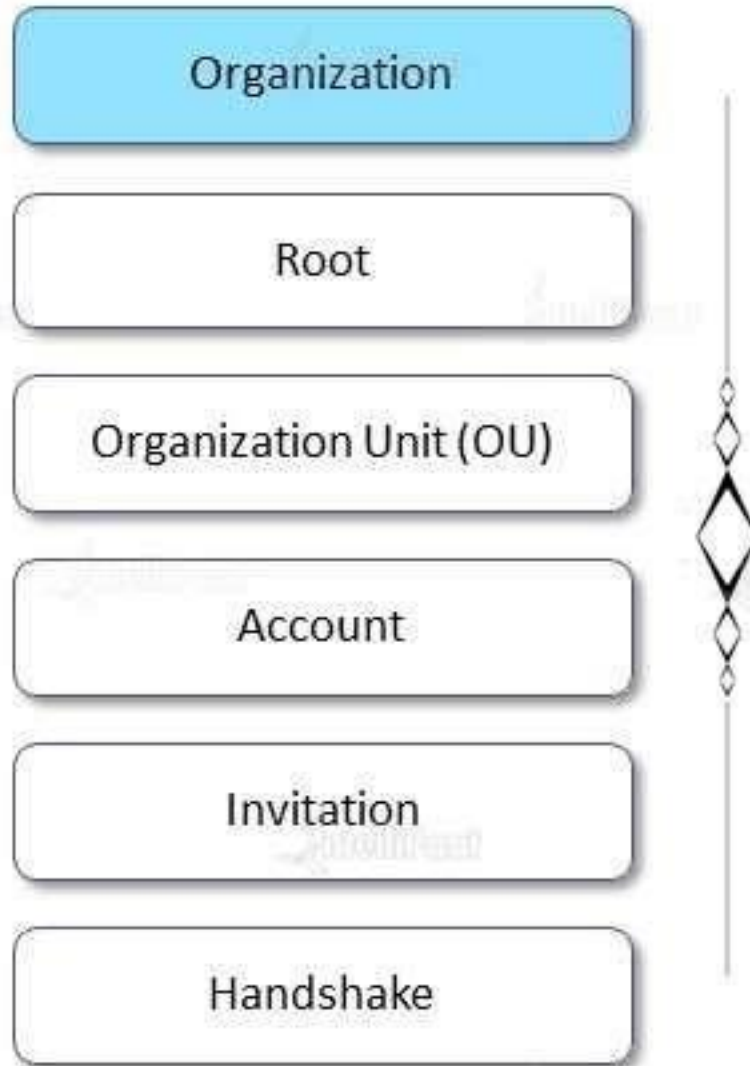 Organization
Root
Organization Unit (OU)
Account
Invitation
Handshake